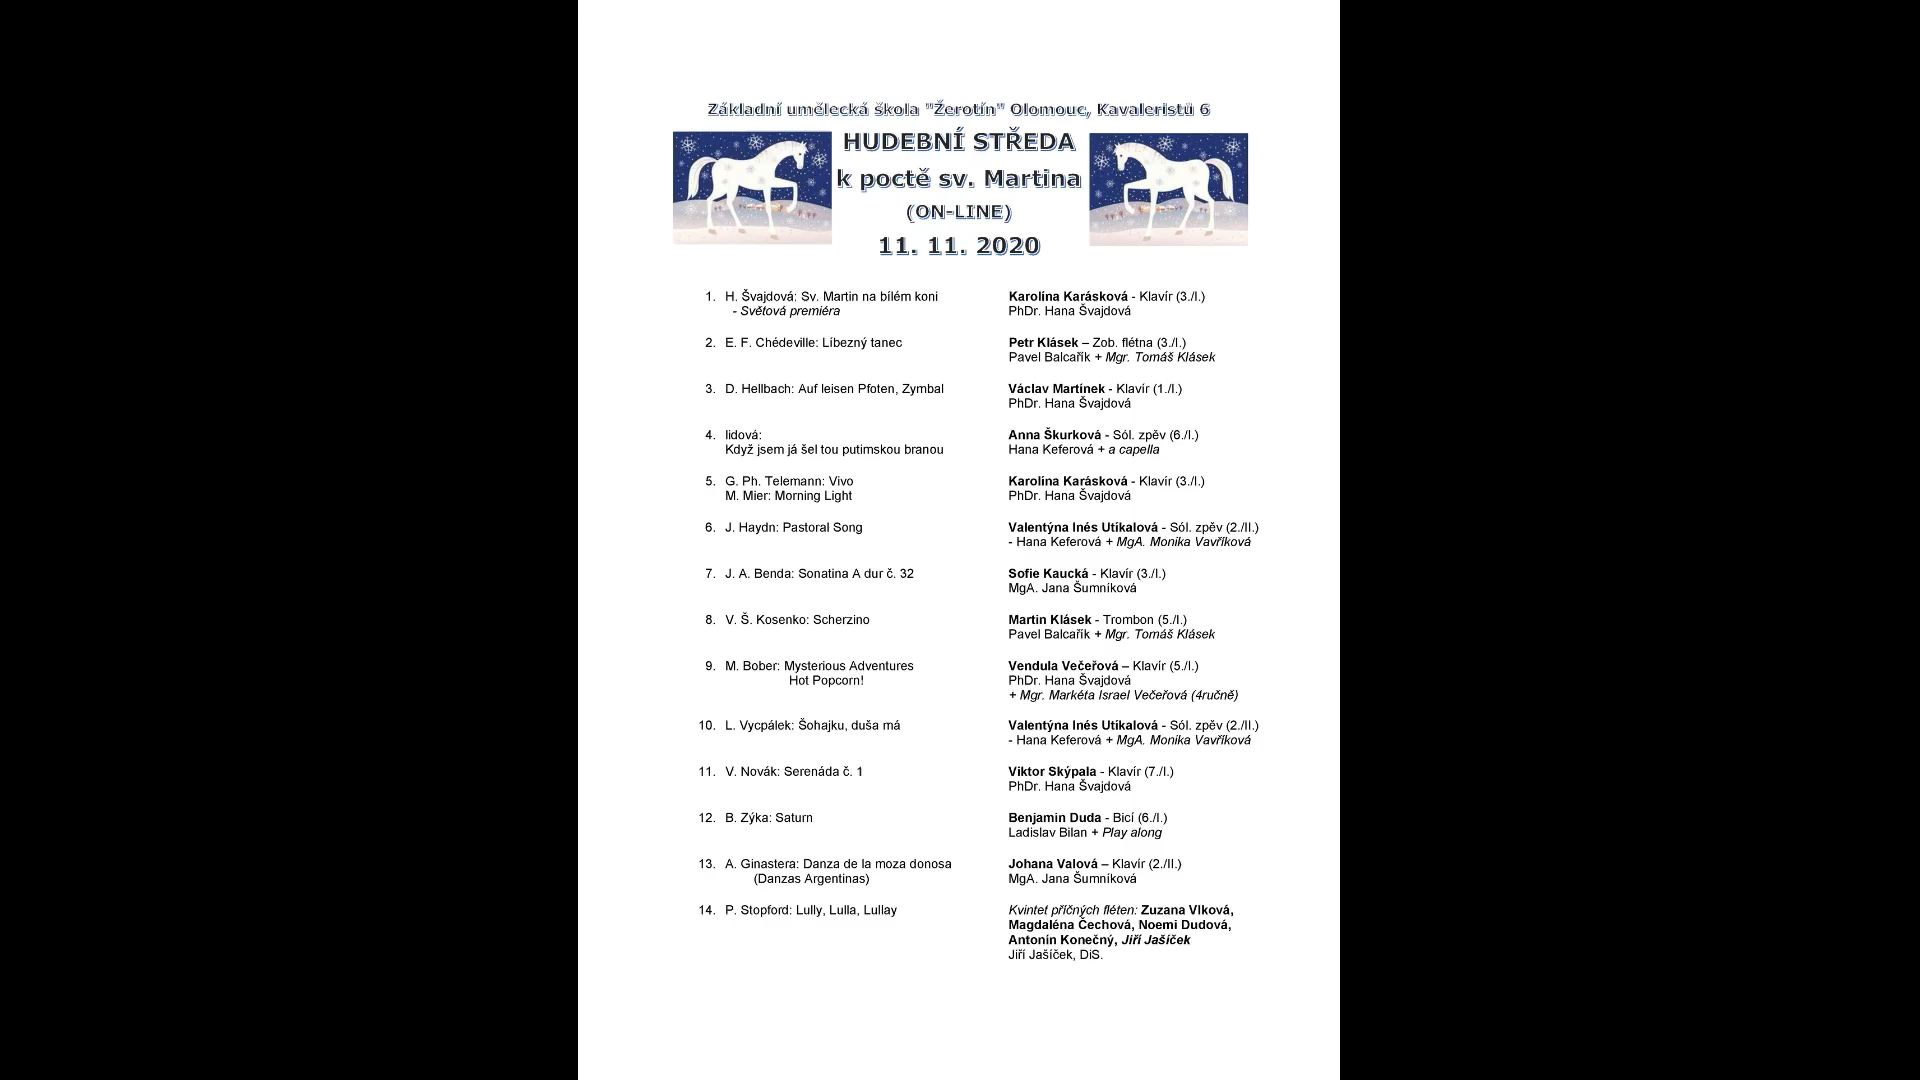 Základní umělecká škola "Žerotín" Olomouc, Kavaleristů 6
HUDEBNÍ STŘEDA
k poctě sv. Martina
(ON-LINE)
11. 11. 2020
1. H. Švajdová: Sv. Martin na bílém koni Karolína Karásková - Klavír (3./I.)
- Světová premiéra PhDr. Hana Švajdová
2. E. F. Chédeville: Líbezný tanec Petr Klásek – Zob. flétna (3./I.)
Pavel Balcařík + Mgr. Tomáš Klásek
3. D. Hellbach: Auf leisen Pfoten, Zymbal Václav Martínek - Klavír (1./I.)
PhDr. Hana Švajdová
4. lidová: Anna Škurková - Sól. zpěv (6./I.)
Když jsem já šel tou putimskou branou Hana Keferová + a capella
5. G. Ph. Telemann: Vivo Karolína Karásková - Klavír (3./I.)
M. Mier: Morning Light PhDr. Hana Švajdová
6. J. Haydn: Pastoral Song Valentýna Inés Utíkalová - Sól. zpěv (2./II.)
- Hana Keferová + MgA. Monika Vavříková
7. J. A. Benda: Sonatina A dur č. 32 Sofie Kaucká - Klavír (3./I.)
MgA. Jana Šumníková
8. V. Š. Kosenko: Scherzino Martin Klásek - Trombon (5./I.)
Pavel Balcařík + Mgr. Tomáš Klásek
9. M. Bober: Mysterious Adventures Vendula Večeřová – Klavír (5./I.)
Hot Popcorn! PhDr. Hana Švajdová
+ Mgr. Markéta Israel Večeřová (4ručně)
10. L. Vycpálek: Šohajku, duša má Valentýna Inés Utíkalová - Sól. zpěv (2./II.)
- Hana Keferová + MgA. Monika Vavříková
11. V. Novák: Serenáda č. 1 Viktor Skýpala - Klavír (7./I.)
PhDr. Hana Švajdová
12. B. Zýka: Saturn Benjamin Duda - Bicí (6./I.)
Ladislav Bilan + Play along
13. A. Ginastera: Danza de la moza donosa Johana Valová – Klavír (2./II.)
(Danzas Argentinas) MgA. Jana Šumníková
14. P. Stopford: Lully, Lulla, Lullay Kvintet příčných fléten: Zuzana Vlková,
Magdaléna Čechová, Noemi Dudová,
Antonín Konečný, Jiří Jašíček
Jiří Jašíček, DiS.